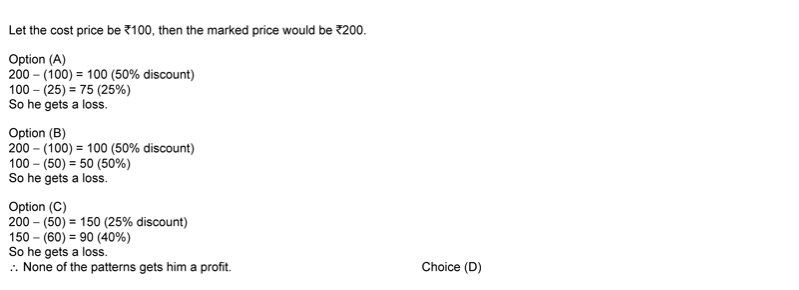 Let the cost price be ₹100, then the marked price would be ₹200.
Option (A)
200 – (100) = 100 (50% discount)
100 – (25) = 75 (25%)
So he gets a loss.
Option (B)
200 – (100) = 100 (50% discount)
100 – (50) = 50 (50%)
So he gets a loss.
Option (C)
200 – (50) = 150 (25% discount)
150 – (60) = 90 (40%)
So he gets a loss.
∴ None of the patterns gets him a profit. Choice (D)